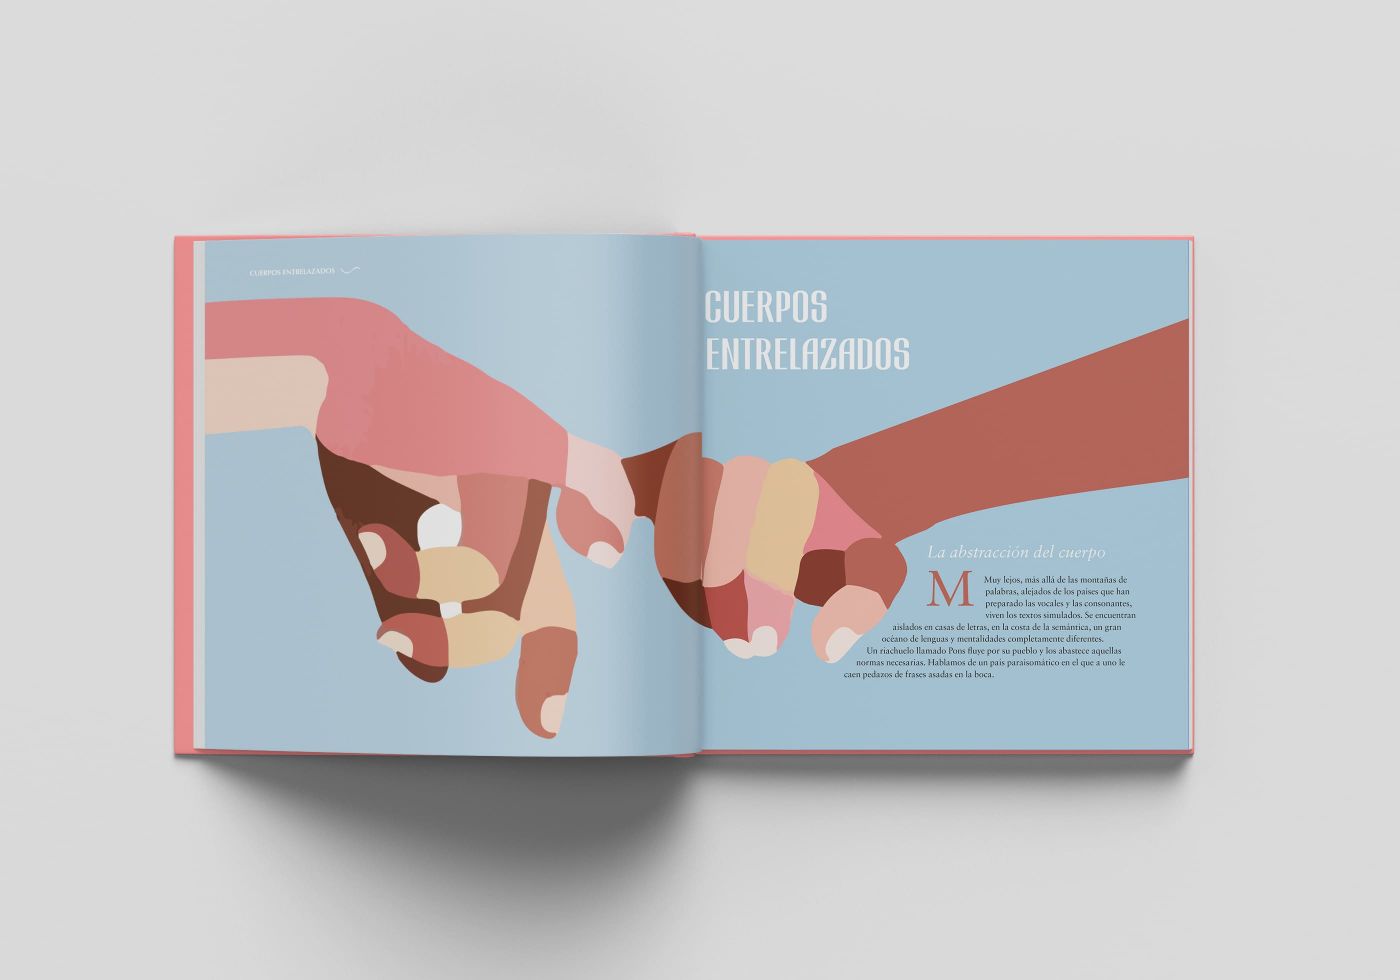 CUERPOS ENTRELAZADOS
CUERPOS
ENTRELAZADOS
La abstracción del cuerpo
M Muy lejos, más allá de las montañas de
palabras, alejados de los países que han
preparado las vocales y las consonantes,
viven los textos simulados. Se encuentran
aislados en casas de letras, en la costa de la semántica, un gran
océano de lenguas y mentalidades completamente diferentes.
Un riachuelo llamado Pons fluye por su pueblo y los abastece aquellas
normas necesarias. Hablamos de un país paraisomático en el que a uno le
caen pedazos de frases asadas en la boca.